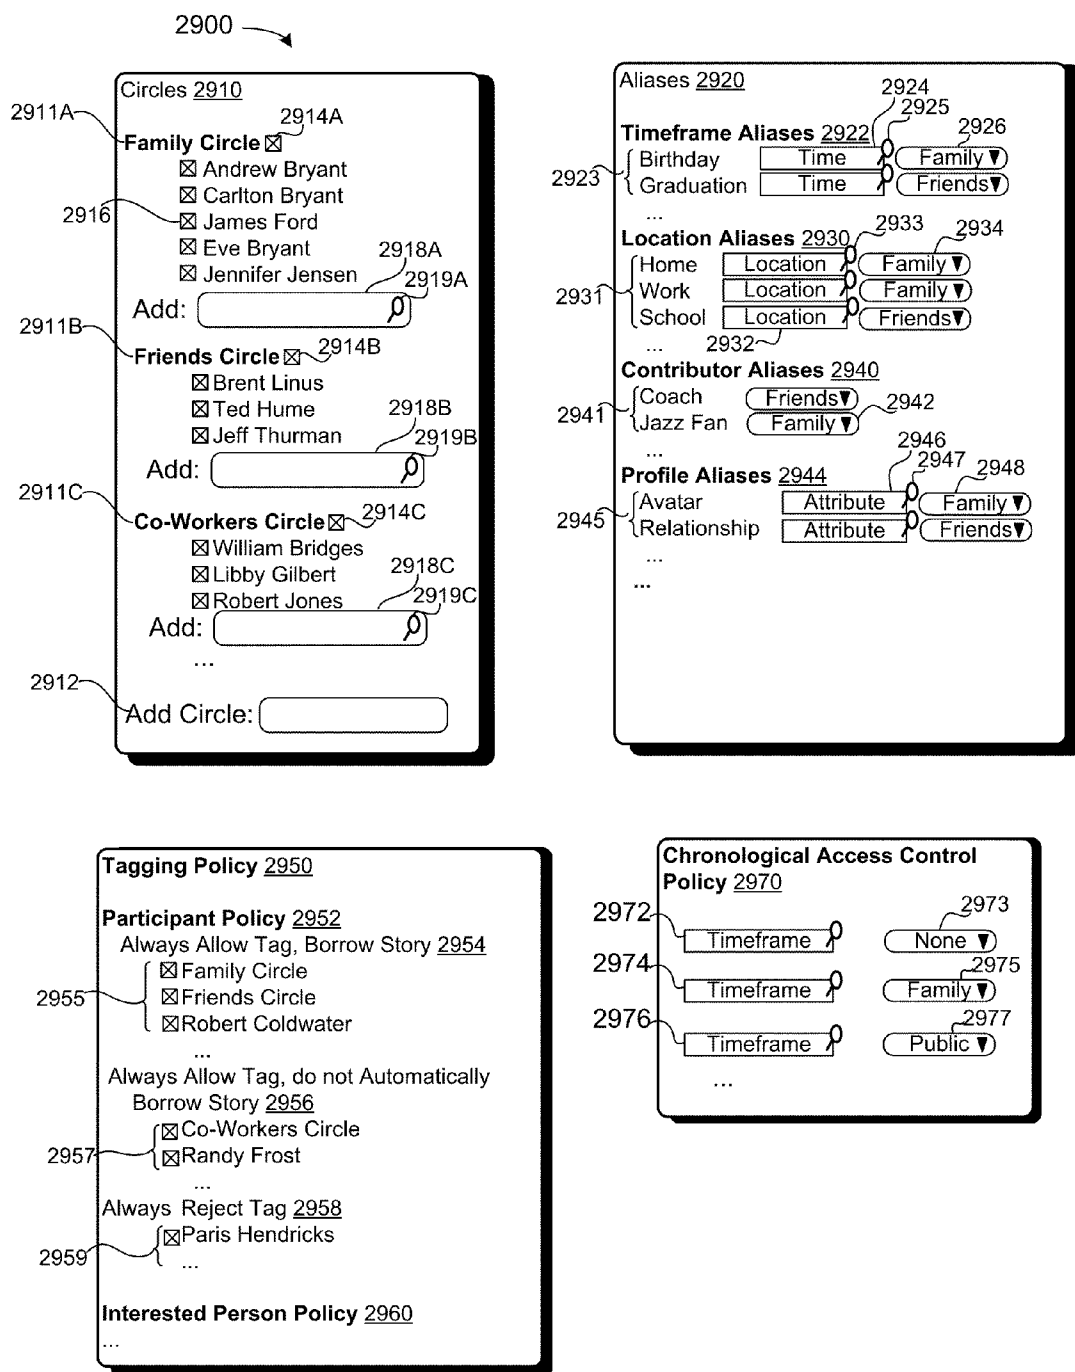 2900
Circles 2910
2911A
2914A
Family Circle
Andrew Bryant
Carlton Bryant
2916
James Ford
Eve Bryant
2918A
Jennifer Jensen
2919A
Add:
2911B
2914B
Friends Circle
Brent Linus
Ted Hume
2918B
Jeff Thurman
2919B
Add:
2911C
2914C
Co-Workers Circle
William Bridges
Libby Gilbert
2918C
2919C
Robert Jones
Add:
...
2912
Add Circle:
Aliases 2920
2924
2925
2926
Timeframe Aliases 2922
2923
Birthday Time Family
Graduation Time Friends
...
2933
2934
Location Aliases 2930
Home Location Family
2931
Work Location Family
School Location Friends
2932
...
Contributor Aliases 2940
Coach Friends
2941
2942
Jazz Fan Family
...
2946
2947
2948
Profile Aliases 2944
Avatar Attribute Family
2945
Relationship Attribute Friends
...
...
Tagging Policy 2950
Participant Policy 2952
Always Allow Tag, Borrow Story 2954
Family Circle
2955
Friends Circle
Robert Coldwater
...
Always Allow Tag, do not Automatically
Borrow Story 2956
Co-Workers Circle
2957
Randy Frost
...
Always Reject Tag 2958
Paris Hendricks
2959
...
Interested Person Policy 2960
...
Chronological Access Control
Policy 2970
2972
2973
Timeframe None
2974
2975
Timeframe Family
2976
2977
Timeframe Public
...